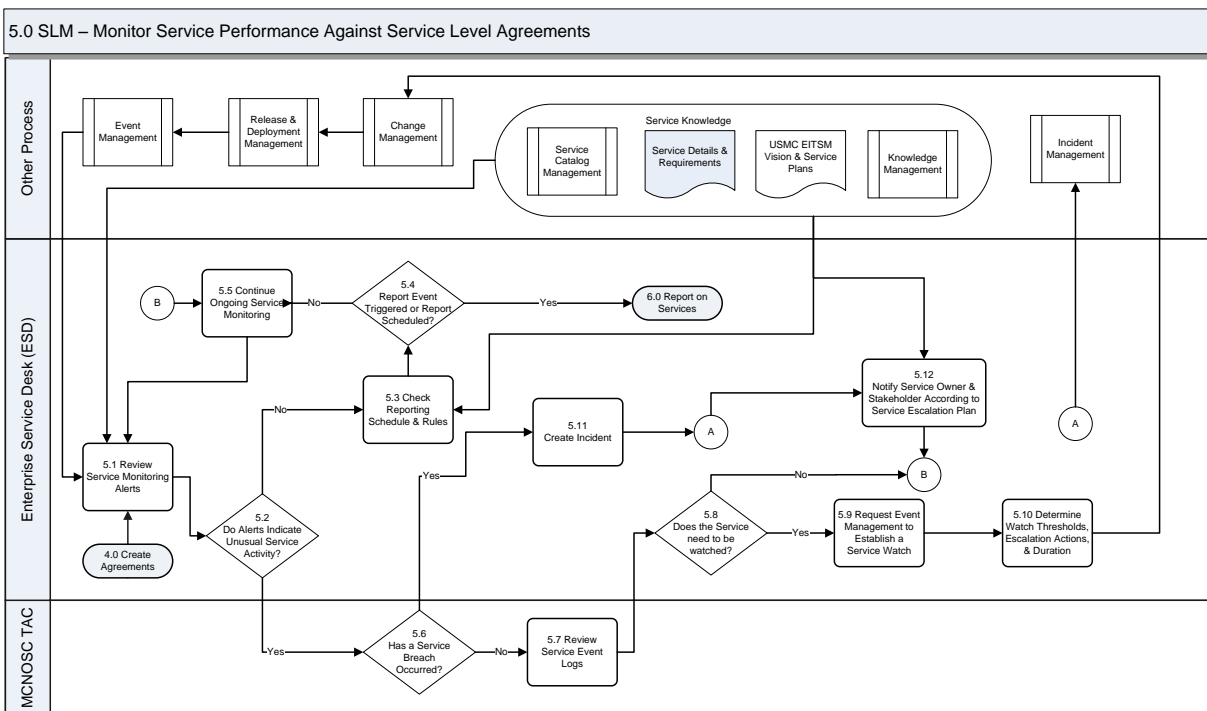 5.0 SLM – Monitor Service Performance Against Service Level Agreements
Other Process
Event
Management
Release &
Deployment
Management
Change
Management
Service Knowledge
Service
Catalog
Management
Service Details &
Requirements
USMC EITSM
Vision & Service
Plans
Knowledge
Management
Incident
Management
Enterprise Service Desk (ESD)
B
5.5 Continue
Ongoing Service
Monitoring
No
5.4
Report Event
Triggered or Report
Scheduled?
Yes
6.0 Report on
Services
5.3 Check
Reporting
Schedule & Rules
No
5.12
Notify Service Owner &
Stakeholder According to
Service Escalation Plan
5.11
Create Incident
A
A
5.1 Review
Service Monitoring
Alerts
Yes
No
B
5.2
Do Alerts Indicate
Unusual Service
Activity?
5.8
Does the Service
need to be
watched?
Yes
5.9 Request Event
Management to
Establish a
Service Watch
5.10 Determine
Watch Thresholds,
Escalation Actions,
& Duration
4.0 Create
Agreements
MCNOSC TAC
Yes
5.6
Has a Service
Breach
Occurred?
No
5.7 Review
Service Event
Logs